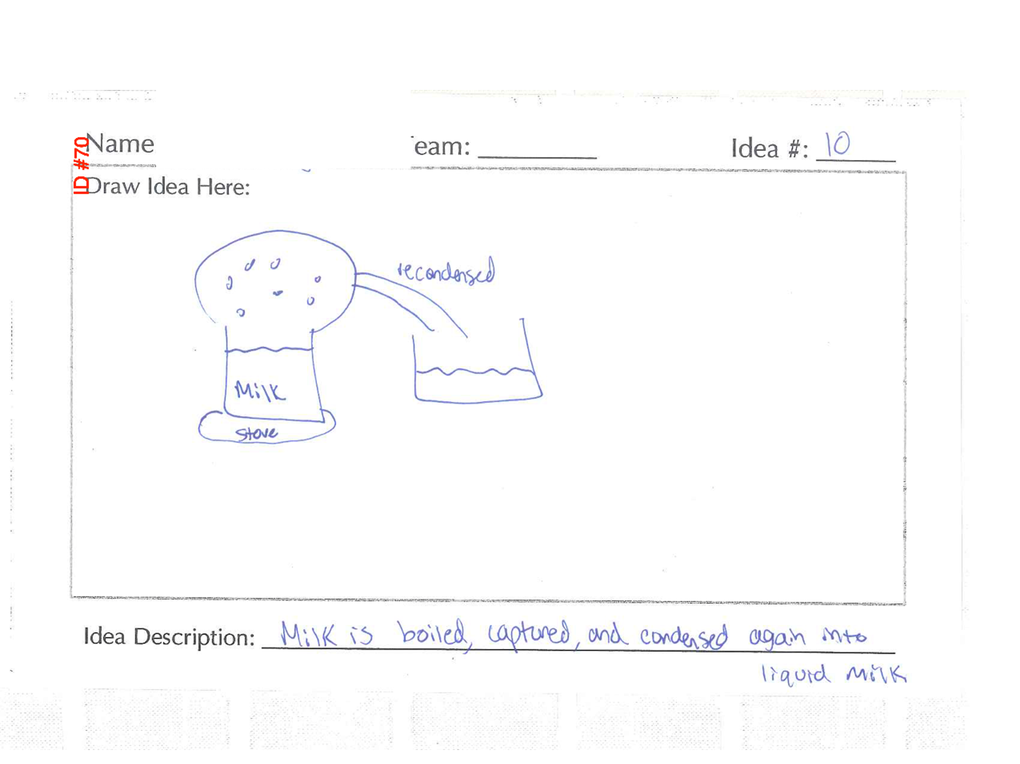 ID #70
Name eam: Idea #: 10
Draw Idea Here:
recondensed
Milk
stove
Idea Description: Milk is boiled, captured, and condensed again into
liquid milk